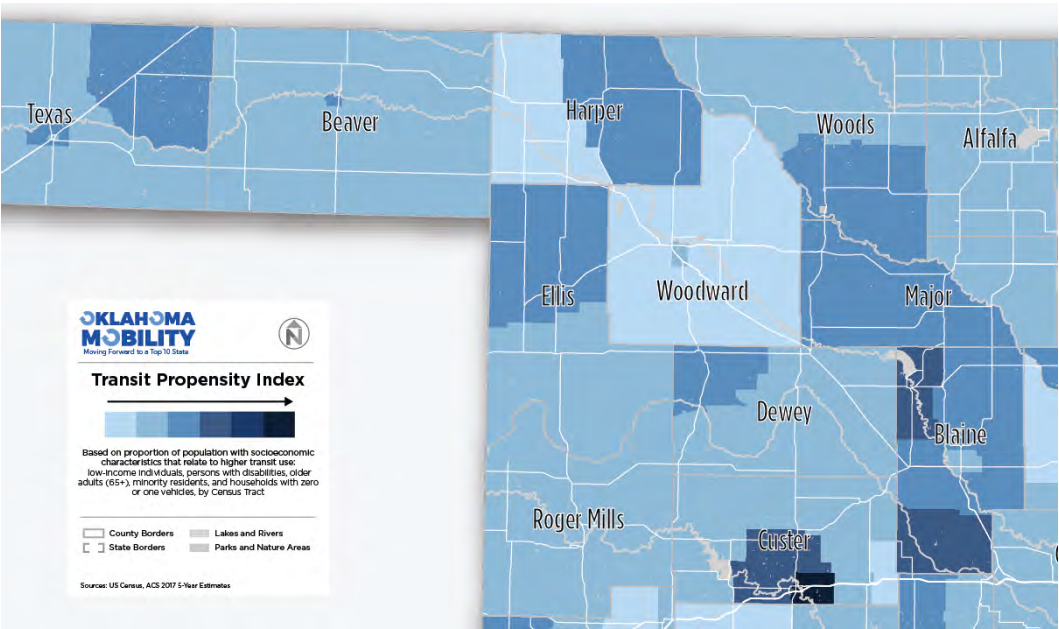 Texas
Beaver
Harper
Woods
Alfalfa
Ellis
Woodward
Major
Dewey
Blaine
Roger Mills
Custer
OKLAHOMA
MOBILITY
Moving Forward to a Top 10 State
N
Transit Propensity Index
Based on proportion of population with socioeconomic
characteristics that relate to higher transit use:
low-income individuals, persons with disabilities, older
adults (65+), minority residents, and households with zero
or one vehicles, by Census Tract
County Borders
Lakes and Rivers
State Borders
Parks and Nature Areas
Sources: US Census, ACS 2017 5-Year Estimates